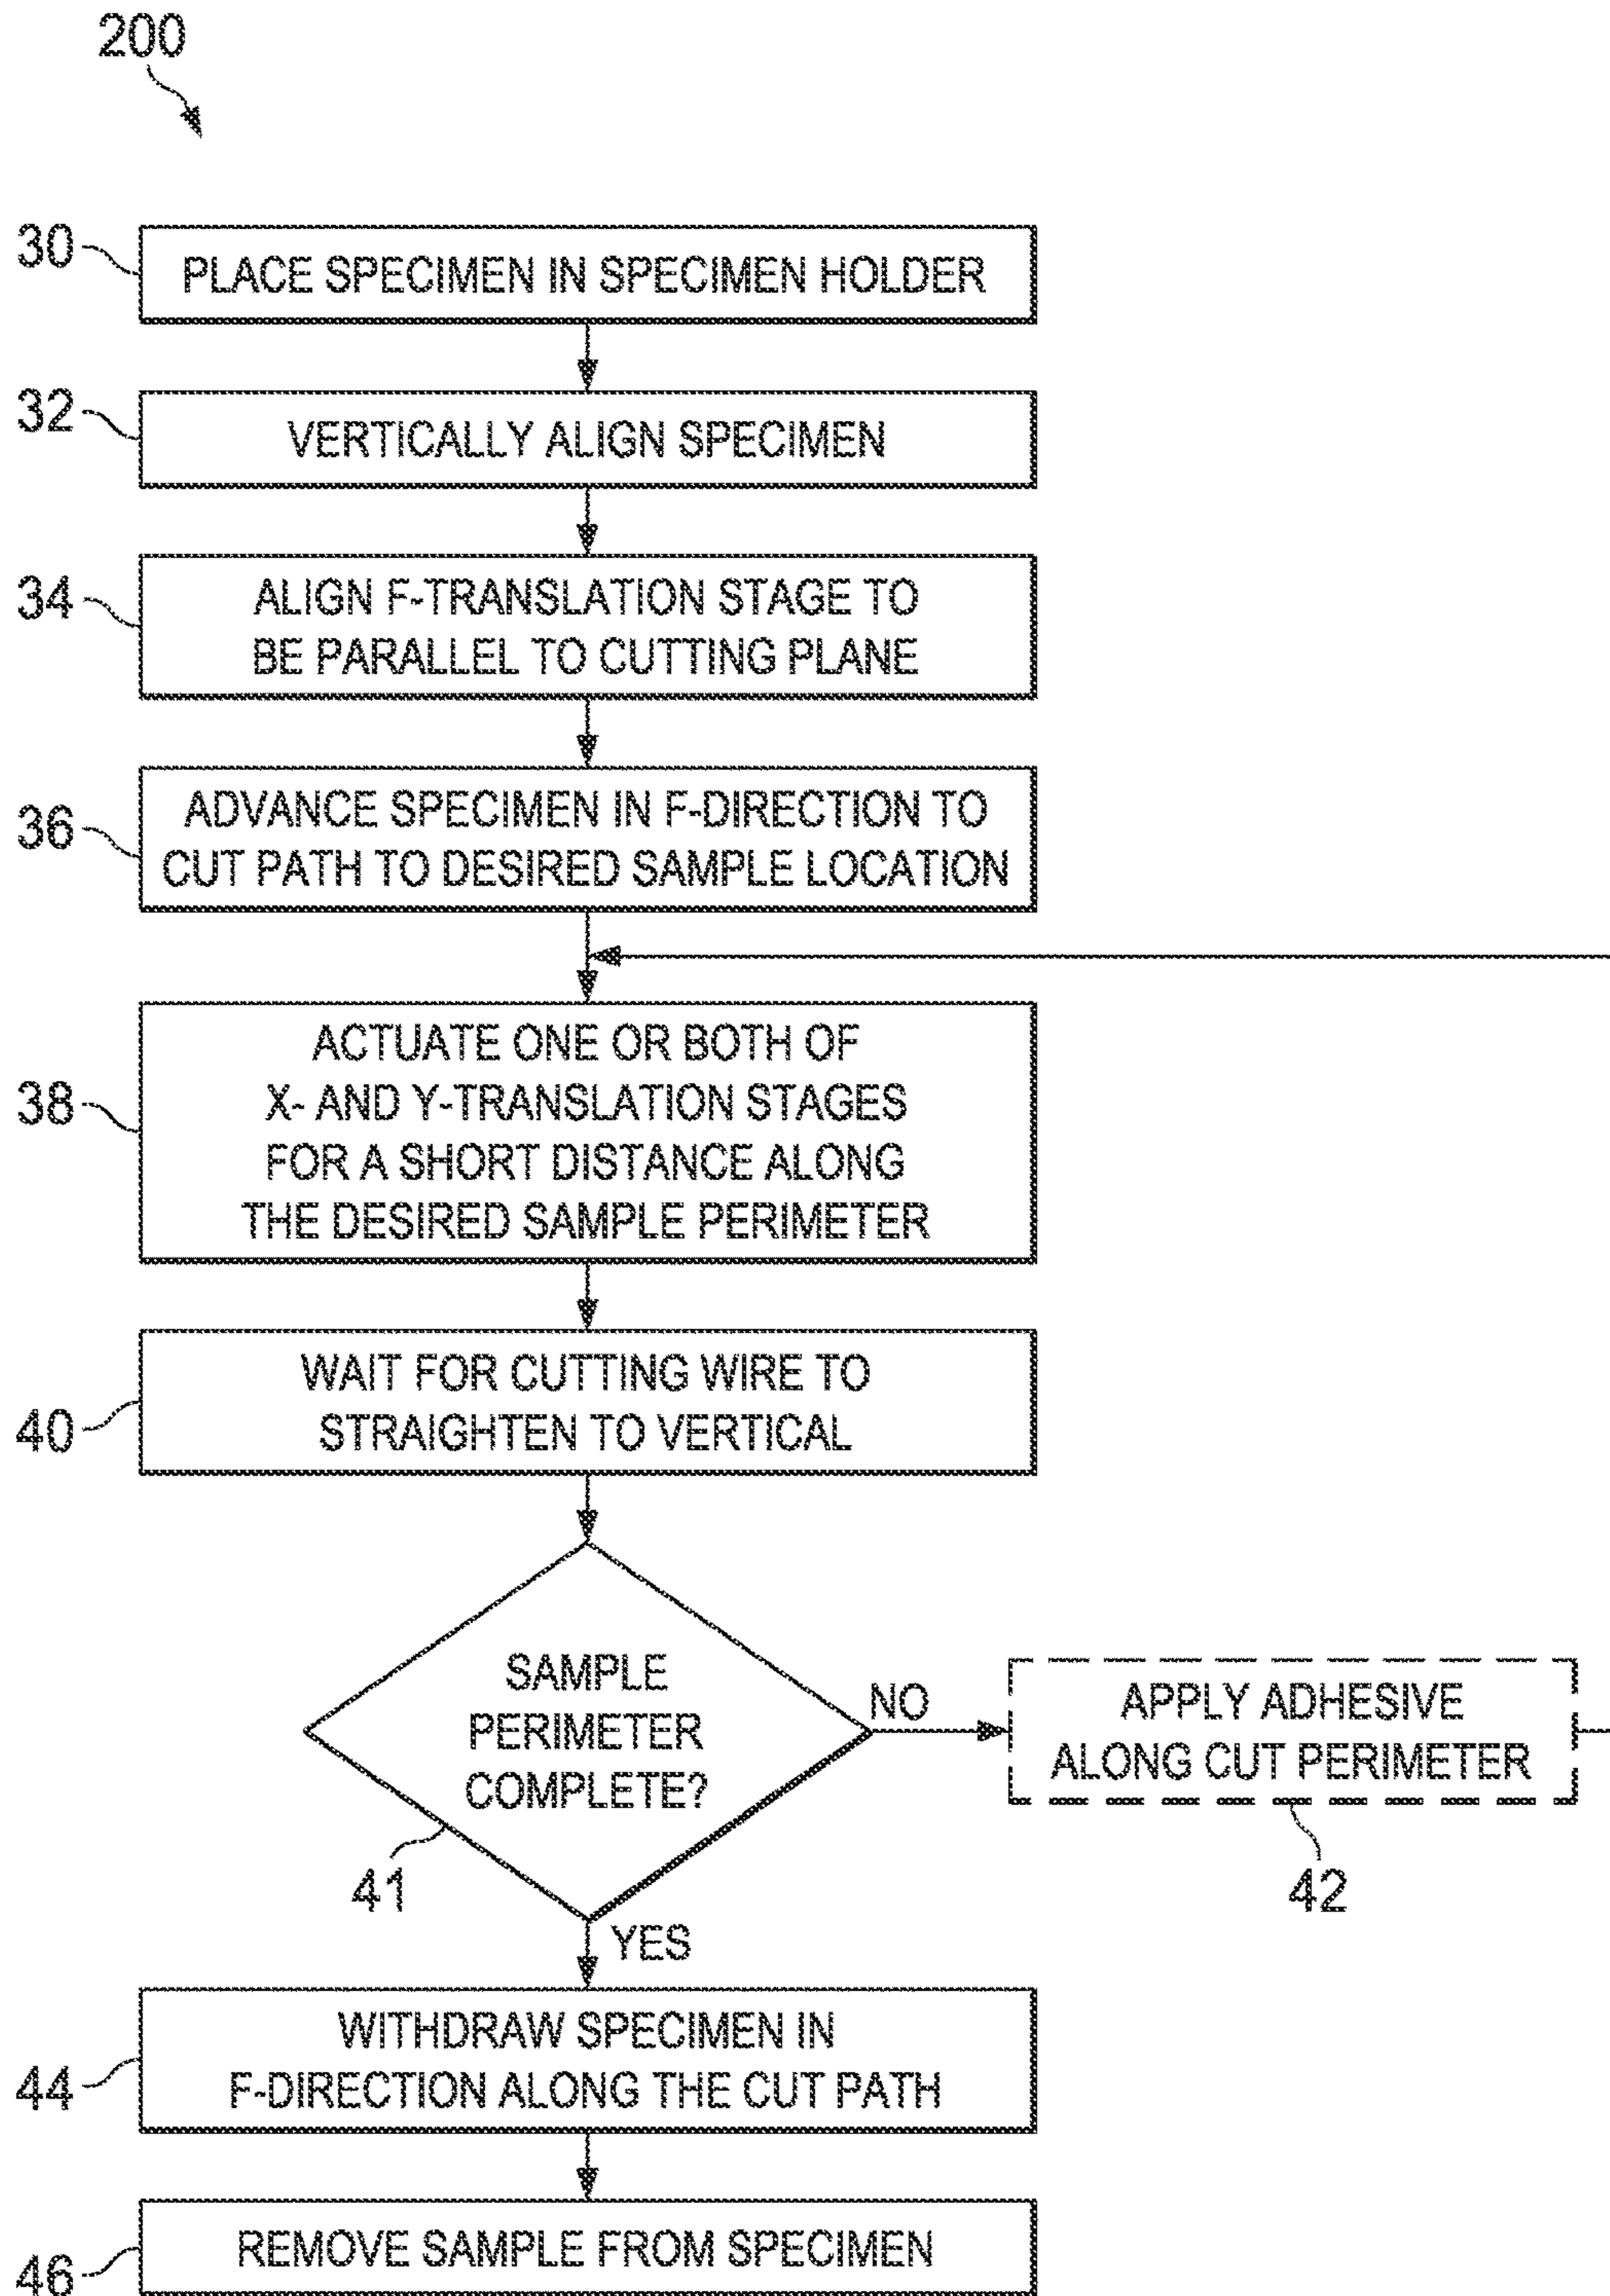 200
30
PLACE SPECIMEN IN SPECIMEN HOLDER
32
VERTICALLY ALIGN SPECIMEN
34
ALIGN F-TRANSLATION STAGE TO
BE PARALLEL TO CUTTING PLANE
36
ADVANCE SPECIMEN IN F-DIRECTION TO
CUT PATH TO DESIRED SAMPLE LOCATION
38
ACTUATE ONE OR BOTH OF
X- AND Y-TRANSLATION STAGES
FOR A SHORT DISTANCE ALONG
THE DESIRED SAMPLE PERIMETER
40
WAIT FOR CUTTING WIRE TO
STRAIGHTEN TO VERTICAL
SAMPLE
PERIMETER
COMPLETE?
41
NO
APPLY ADHESIVE
ALONG CUT PERIMETER
42
YES
44
WITHDRAW SPECIMEN IN
F-DIRECTION ALONG THE CUT PATH
46
REMOVE SAMPLE FROM SPECIMEN